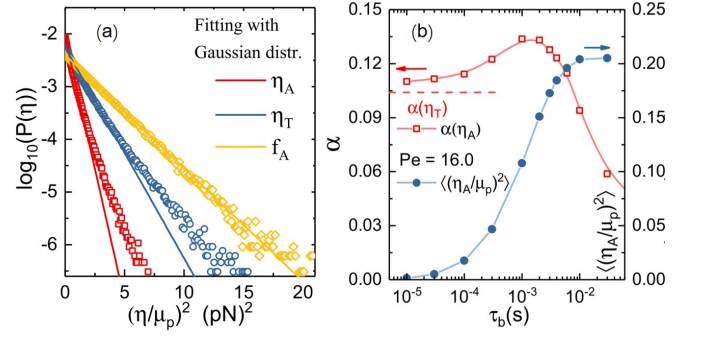 (a)
Fitting with
Gaussian distr.
η_A
η_T
f_A
log₁₀(P(η))
-2
-3
-4
-5
-6
0
5
10
15
20
(η/μ_p)² (pN)²
(b)
0.15
0.12
0.09
0.06
0.03
0.00
α
α(η_T)
α(η_A)
Pe = 16.0
⟨(η_A/μ_p)²⟩
10⁻⁵
10⁻⁴
10⁻³
10⁻²
τ_b(s)
0.25
0.20
0.15
0.10
0.05
0.00
⟨(η_A/μ_p)²⟩